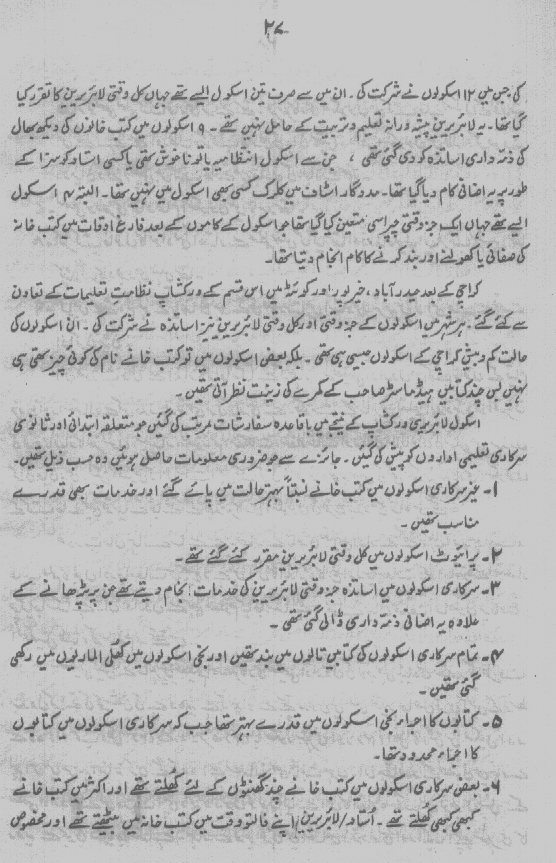 ۲۷
کی جس میں ۱۲ اسکولوں نے شرکت کی۔ ان میں سے صرف تین اسکول ایسے تھے جہاں کل وقتی لائبریرین کا تقرر کیا
گیا تھا۔ یہ لائبریرین پیشہ ورانہ تعلیم و تربیت کے حامل نہیں تھے۔ ۹ اسکولوں میں کتب خانوں کی دیکھ بھال
کی ذمہ داری اساتذہ کو دی گئی تھی، جن سے اسکول انتظامیہ یا تو ناخوش تھی یا کسی استاد کو سزا کے
طور پر یہ اضافی کام دیا گیا تھا۔ مددگار اسٹاف میں کلرک کسی بھی اسکول میں نہیں تھا۔ البتہ ۴ اسکول
ایسے تھے جہاں ایک جز وقتی چپراسی متعین کیا گیا تھا جو اسکول کے کاموں کے بعد فارغ اوقات میں کتب خانہ
کی صفائی یا کھولنے اور بند کرنے کا کام انجام دیتا تھا۔
کراچی کے بعد حیدرآباد، خیرپور اور کوئٹہ میں اس قسم کے ورکشاپ نظامت تعلیمات کے تعاون
سے کئے گئے۔ ہر شہر میں اسکولوں کے جز وقتی اور کل وقتی لائبریرین نیز اساتذہ نے شرکت کی۔ ان اسکولوں کی
حالت کم و بیش کراچی کے اسکولوں جیسی ہی تھی۔ بلکہ بعض اسکولوں میں تو کتب خانے نام کی کوئی چیز تھی ہی
نہیں بس چند کتابیں ہیڈ ماسٹر صاحب کے کمرے کی زینت نظر آتی تھیں۔
اسکول لائبریری ورکشاپ کے نتیجے میں باقاعدہ سفارشات مرتب کی گئیں جو متعلقہ ابتدائی اور ثانوی
سرکاری تعلیمی اداروں کو پیش کی گئیں۔ جائزے سے جو ضروری معلومات حاصل ہوئیں وہ حسب ذیل تھیں۔
۱۔ غیر سرکاری اسکولوں میں کتب خانے نسبتاً بہتر حالت میں پائے گئے اور خدمات بھی قدرے
مناسب تھیں۔
۲۔ پرائیوٹ اسکولوں میں کل وقتی لائبریرین مقرر کئے گئے تھے۔
۳۔ سرکاری اسکولوں میں اساتذہ جز وقتی لائبریرین کی خدمات انجام دیتے تھے جن پر پڑھانے کے
علاوہ یہ اضافی ذمہ داری ڈالی گئی تھی۔
۴۔ تمام سرکاری اسکولوں کی کتابیں تالوں میں بند تھیں اور نجی اسکولوں میں کھلی الماریوں میں رکھی
گئی تھیں۔
۵۔ کتابوں کا اجراء نجی اسکولوں میں قدرے بہتر تھا جب کہ سرکاری اسکولوں میں کتابوں
کا اجراء محدود تھا۔
۶۔ بعض سرکاری اسکولوں میں کتب خانے چند گھنٹوں کے لئے کھلتے تھے اور اکثر میں کتب خانے
کبھی کبھی کھلتے تھے۔ استاد/لائبریرین اپنے فالتو وقت میں کتب خانہ میں بیٹھتے تھے اور مخصوص